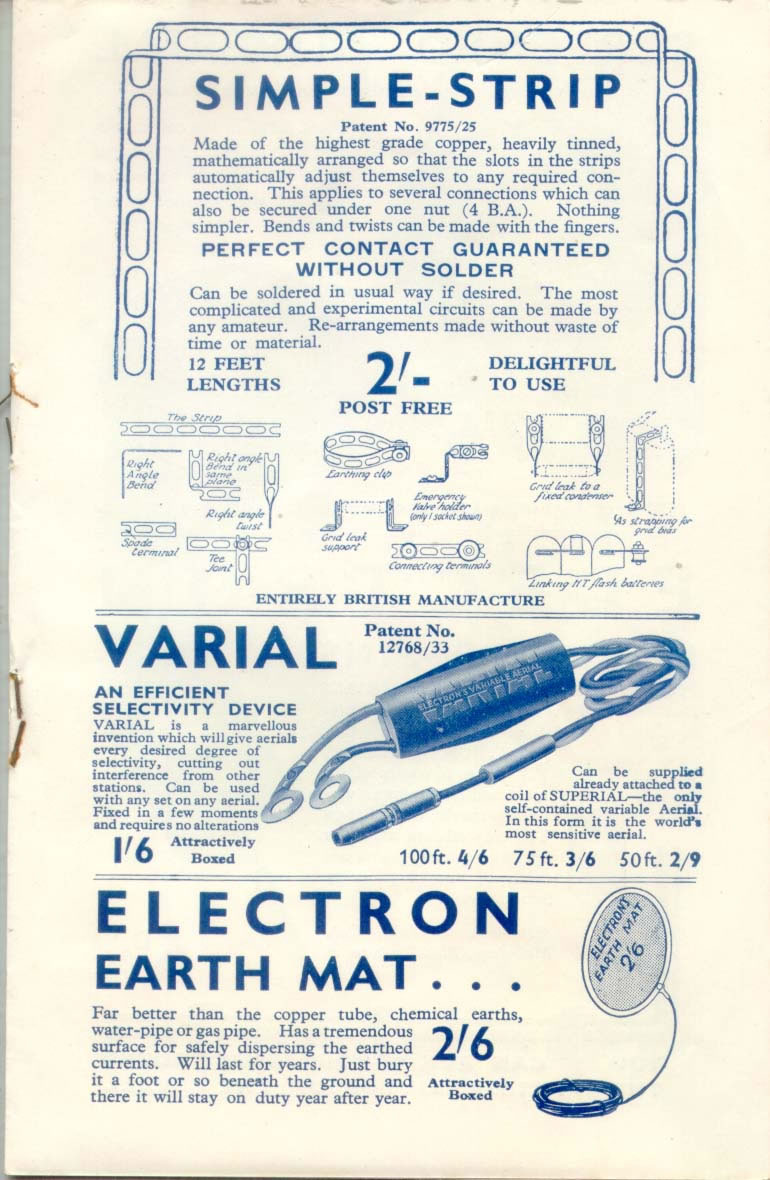 SIMPLE-STRIP
Patent No. 9775/25
Made of the highest grade copper, heavily tinned,
mathematically arranged so that the slots in the strips
automatically adjust themselves to any required con-
nection. This applies to several connections which can
also be secured under one nut (4 B.A.). Nothing
simpler. Bends and twists can be made with the fingers.
PERFECT CONTACT GUARANTEED
WITHOUT SOLDER
Can be soldered in usual way if desired. The most
complicated and experimental circuits can be made by
any amateur. Re-arrangements made without waste of
time or material.
12 FEET
LENGTHS
2/-
POST FREE
DELIGHTFUL
TO USE
The Strip
Right
Angle
Bend
Right angle
Bend in
same
plane
Right angle
twist
Spade
terminal
Tee
Joint
Earthing clip
Emergency
Valve holder
(only 1 socket shown)
Grid leak
support
Connecting terminals
Grid leak to a
fixed condenser
As strapping for
grid bias
Linking HT flash batteries
ENTIRELY BRITISH MANUFACTURE
VARIAL
Patent No.
12768/33
AN EFFICIENT
SELECTIVITY DEVICE
VARIAL is a marvellous
invention which will give aerials
every desired degree of
selectivity, cutting out
interference from other
stations. Can be used
with any set on any aerial.
Fixed in a few moments
and requires no alterations
1/6
Attractively
Boxed
ELECTRON'S VARIABLE AERIAL
VARIAL
Can be supplied
already attached to a
coil of SUPERIAL—the only
self-contained variable Aerial.
In this form it is the world's
most sensitive aerial.
100ft. 4/6 75ft. 3/6 50ft. 2/9
ELECTRON
EARTH MAT...
Far better than the copper tube, chemical earths,
water-pipe or gas pipe. Has a tremendous
surface for safely dispersing the earthed
currents. Will last for years. Just bury
it a foot or so beneath the ground and
there it will stay on duty year after year.
2/6
Attractively
Boxed
ELECTRON'S
EARTH MAT
2/6